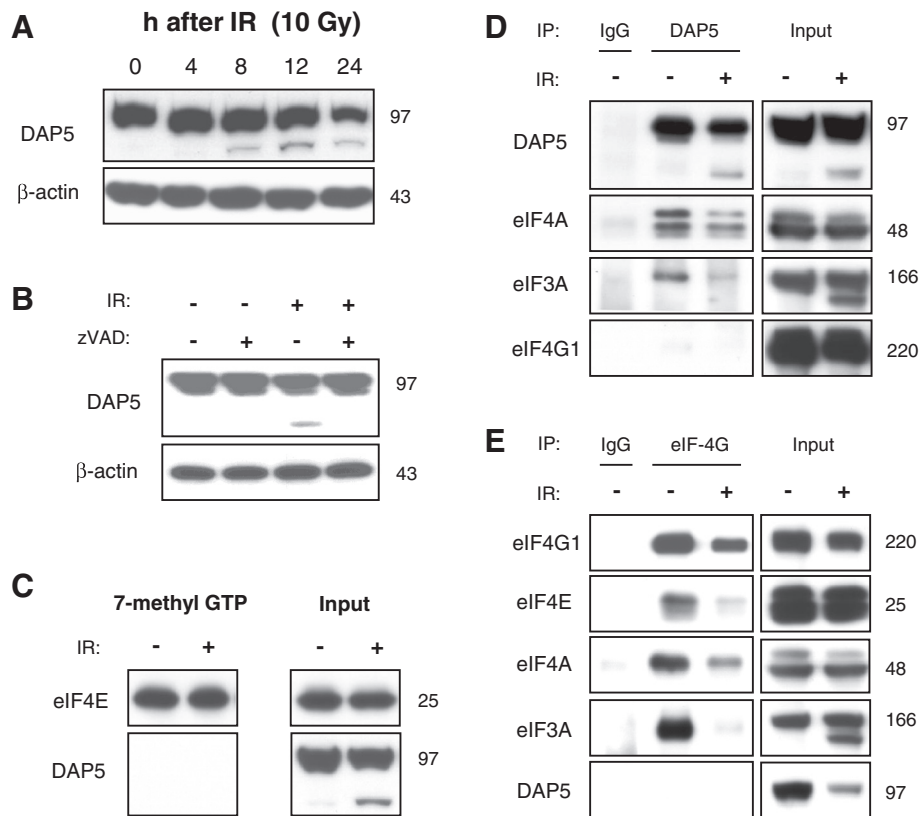 A
h after IR (10 Gy)
0 4 8 12 24
DAP5 97
β-actin 43
B
IR: - - + +
zVAD: - + - +
DAP5 97
β-actin 43
C
7-methyl GTP Input
IR: - + - +
eIF4E 25
DAP5 97
D
IP: IgG DAP5 Input
IR: - - + - +
DAP5 97
eIF4A 48
eIF3A 166
eIF4G1 220
E
IP: IgG eIF-4G Input
IR: - - + - +
eIF4G1 220
eIF4E 25
eIF4A 48
eIF3A 166
DAP5 97